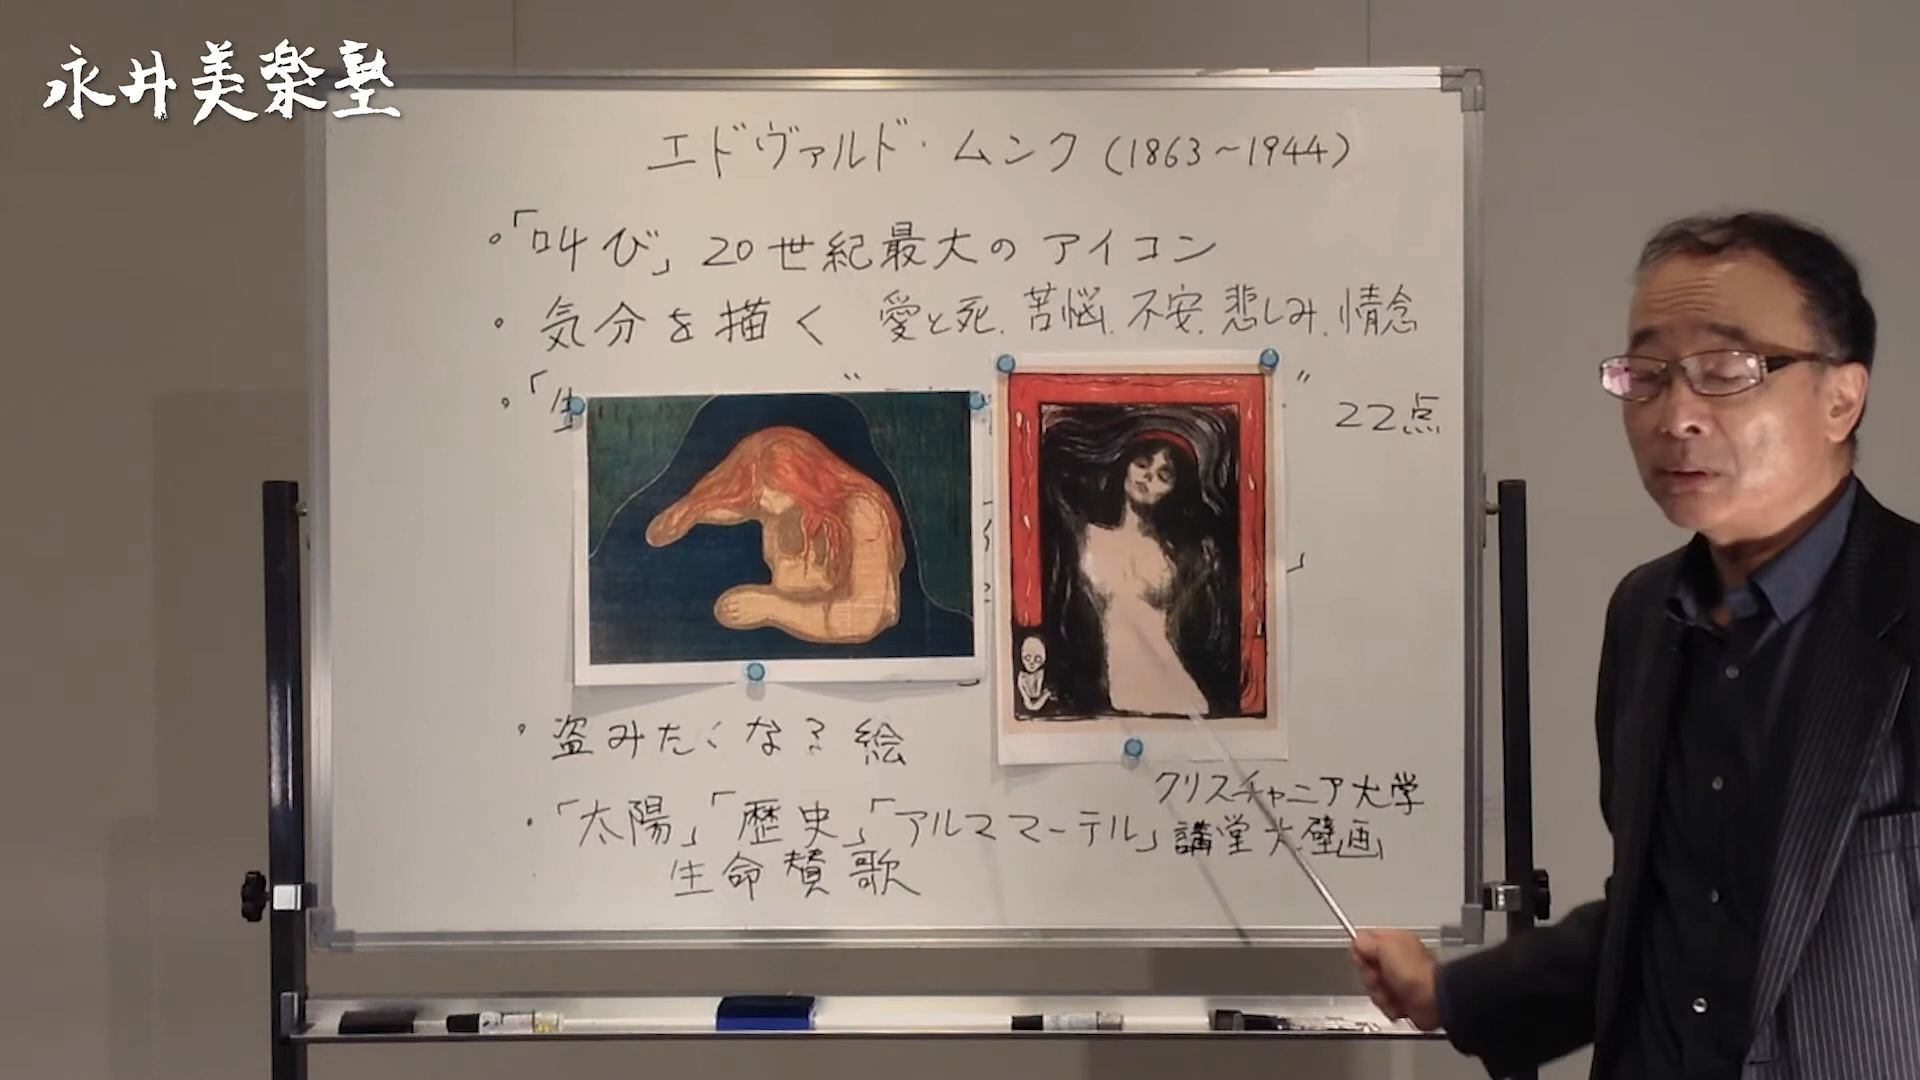 永井美楽塾
エドヴァルド・ムンク(1863～1944)
・「叫び」20世紀最大のアイコン
・気分を描く 愛と死、苦悩、不安、悲しみ、情念
・「生 22点
・盗みたくなる絵
クリスチャニア大学
・「太陽」「歴史」「アルママーテル」講堂大壁画
生命賛歌